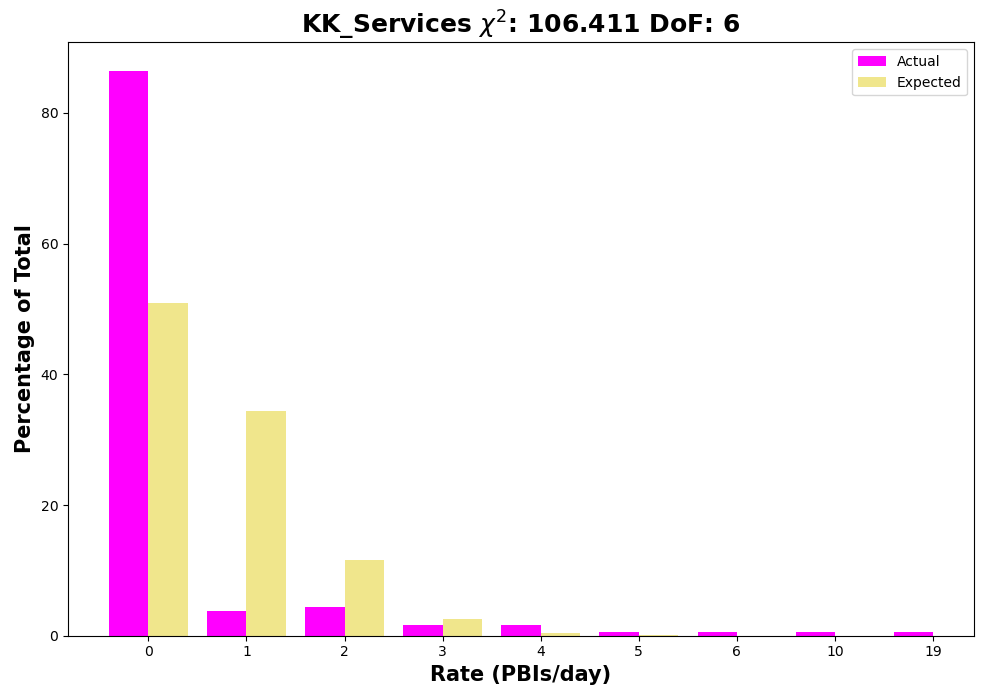 KK_Services χ²: 106.411 DoF: 6
Actual
Expected
Percentage of Total
80
60
40
20
0
0 1 2 3 4 5 6 10 19
Rate (PBIs/day)